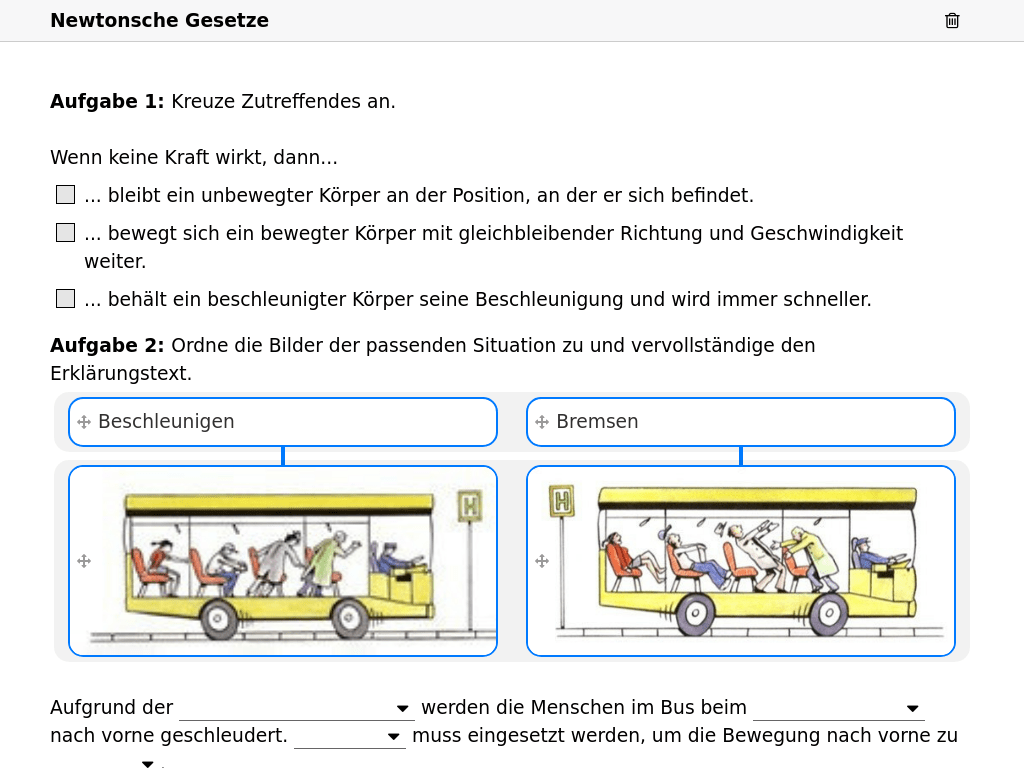 Newtonsche Gesetze
Aufgabe 1: Kreuze Zutreffendes an.
Wenn keine Kraft wirkt, dann...
... bleibt ein unbewegter Körper an der Position, an der er sich befindet.
... bewegt sich ein bewegter Körper mit gleichbleibender Richtung und Geschwindigkeit
weiter.
... behält ein beschleunigter Körper seine Beschleunigung und wird immer schneller.
Aufgabe 2: Ordne die Bilder der passenden Situation zu und vervollständige den
Erklärungstext.
Beschleunigen
Bremsen
H
H
Aufgrund der werden die Menschen im Bus beim
nach vorne geschleudert. muss eingesetzt werden, um die Bewegung nach vorne zu
.